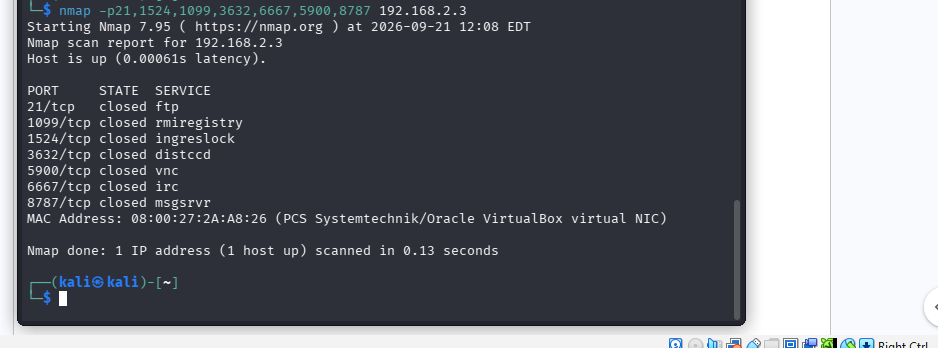 └─$ nmap -p21,1524,1099,3632,6667,5900,8787 192.168.2.3
Starting Nmap 7.95 ( https://nmap.org ) at 2026-09-21 12:08 EDT
Nmap scan report for 192.168.2.3
Host is up (0.00061s latency).

PORT     STATE  SERVICE
21/tcp   closed ftp
1099/tcp closed rmiregistry
1524/tcp closed ingreslock
3632/tcp closed distccd
5900/tcp closed vnc
6667/tcp closed irc
8787/tcp closed msgsrvr
MAC Address: 08:00:27:2A:A8:26 (PCS Systemtechnik/Oracle VirtualBox virtual NIC)

Nmap done: 1 IP address (1 host up) scanned in 0.13 seconds

┌──(kali㉿kali)-[~]
└─$
Right Ctrl